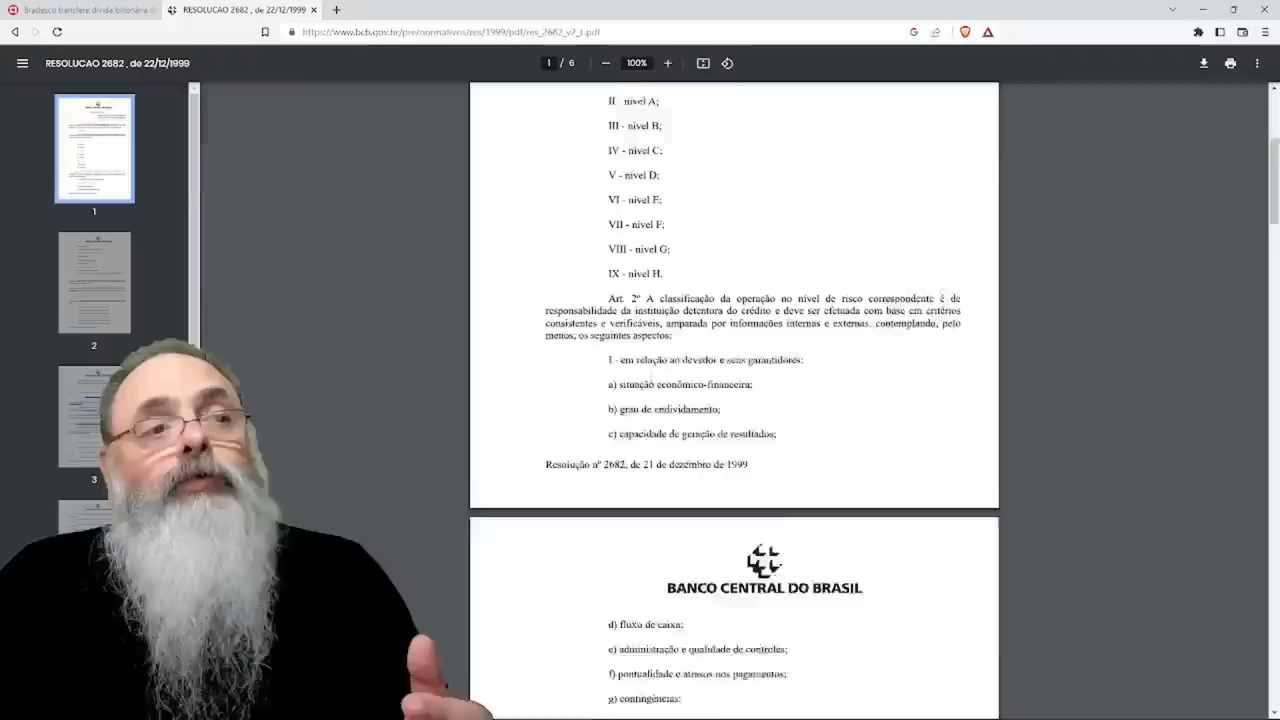 Bradesco transfere dívida bilionária da
RESOLUCAO 2682 , de 22/12/1999
https://www.bcb.gov.br/pre/normativos/res/1999/pdf/res_2682_v2_L.pdf
RESOLUCAO 2682 , de 22/12/1999
1 / 6
100%
1
2
3
II nível A;
III - nível B;
IV - nível C;
V - nível D;
VI - nível E;
VII - nível F;
VIII - nível G;
IX - nível H.
Art. 2º A classificação da operação no nível de risco correspondente é de
responsabilidade da instituição detentora do crédito e deve ser efetuada com base em critérios
consistentes e verificáveis, amparada por informações internas e externas, contemplando, pelo
menos, os seguintes aspectos:
I - em relação ao devedor e seus garantidores:
a) situação econômico-financeira;
b) grau de endividamento;
c) capacidade de geração de resultados;
Resolução nº 2682, de 21 de dezembro de 1999
BANCO CENTRAL DO BRASIL
d) fluxo de caixa;
e) administração e qualidade de controles;
f) pontualidade e atrasos nos pagamentos;
g) contingências;